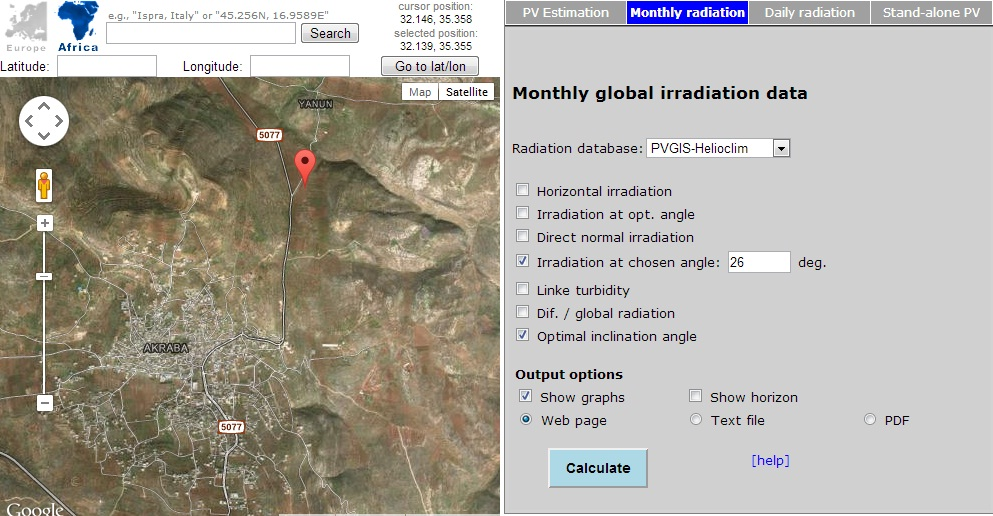 Europe
Africa
e.g., "Ispra, Italy" or "45.256N, 16.9589E"
Search
cursor position:
32.146, 35.358
selected position:
32.139, 35.355
Latitude:
Longitude:
Go to lat/lon
Map
Satellite
YANUN
5077
AKRABA
5077
Google
PV Estimation
Monthly radiation
Daily radiation
Stand-alone PV
Monthly global irradiation data
Radiation database: PVGIS-Helioclim
Horizontal irradiation
Irradiation at opt. angle
Direct normal irradiation
Irradiation at chosen angle: 26 deg.
Linke turbidity
Dif. / global radiation
Optimal inclination angle
Output options
Show graphs
Show horizon
Web page
Text file
PDF
Calculate
[help]